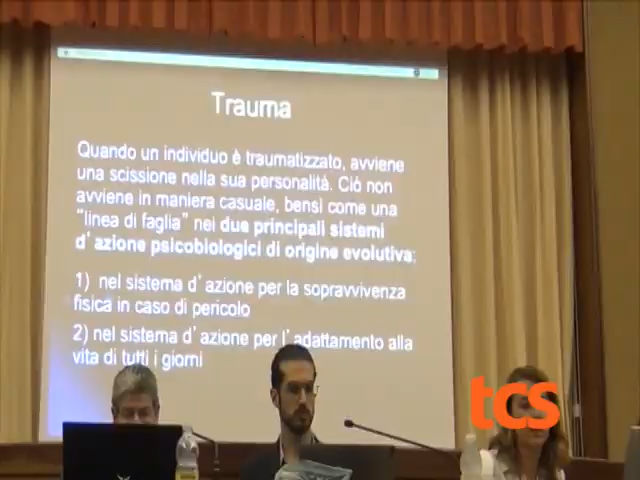 Trauma
Quando un individuo è traumatizzato, avviene
una scissione nella sua personalità. Ciò non
avviene in maniera casuale, bensì come una
"linea di faglia" nei due principali sistemi
d'azione psicobiologici di origine evolutiva:
1) nel sistema d'azione per la sopravvivenza
fisica in caso di pericolo
2) nel sistema d'azione per l'adattamento alla
vita di tutti i giorni
tcs